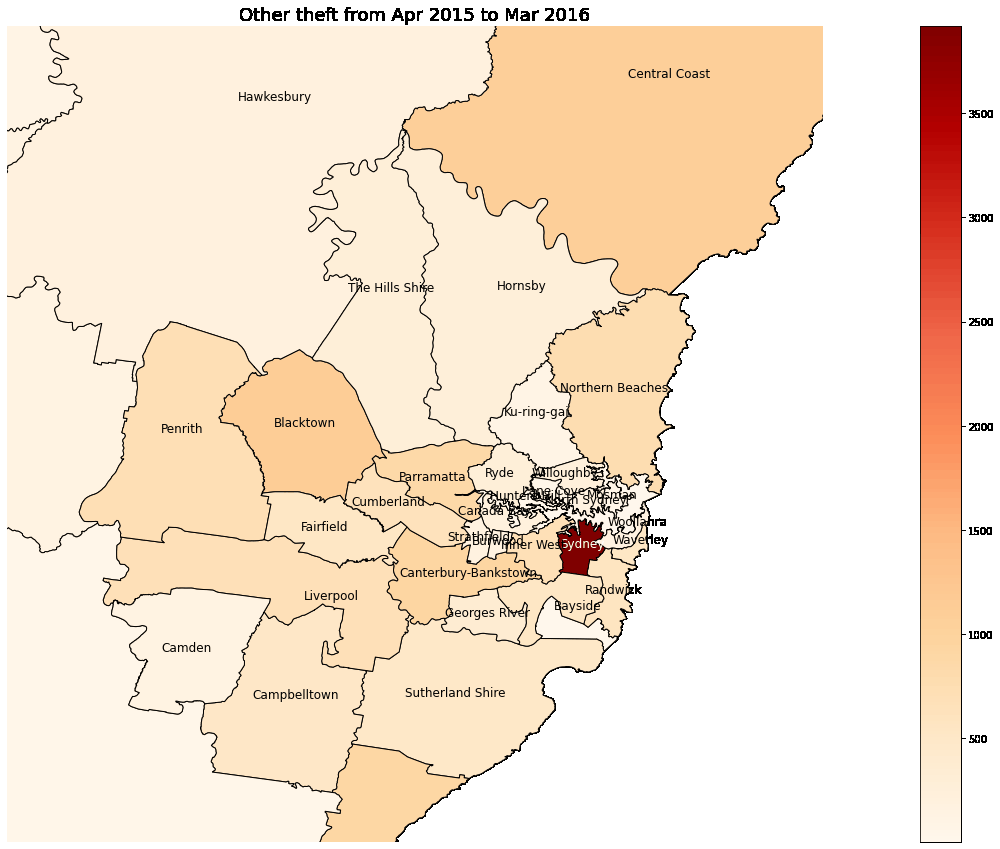 Other theft from Apr 2015 to Mar 2016
Central Coast
Hawkesbury
3500
3000
The Hills Shire
Hornsby
2500
Northern Beaches
Ku-ring-gai
2000
Blacktown
Penrith
Parramatta
Ryde
Willoughby
Cumberland
Lane Cove
Mosman
North Sydney
Canada Bay
Fairfield
Woollahra
1500
Strathfield
Burwood
Inner West
Sydney
Waverley
Canterbury-Bankstown
Liverpool
Randwick
Bayside
Georges River
1000
Camden
Campbelltown
Sutherland Shire
500